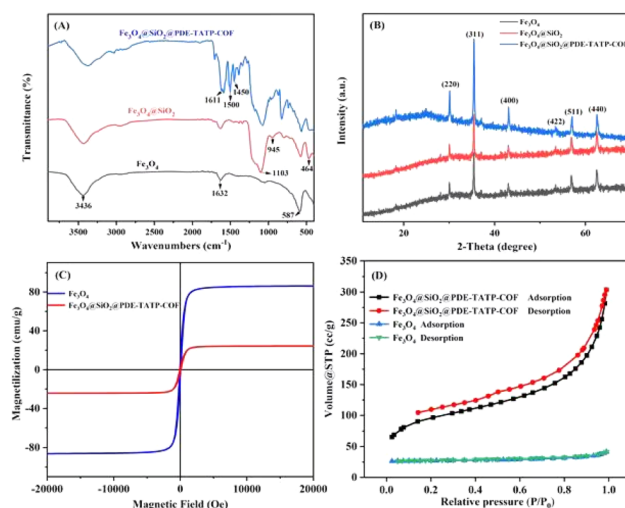 (A)
Fe3O4@SiO2@PDE-TATP-COF
1611
1500
1450
Fe3O4@SiO2
945
464
1103
Fe3O4
3436
1632
587
Transmittance (%)
3500 3000 2500 2000 1500 1000 500
Wavenumbers (cm-1)
(B)
Fe3O4
Fe3O4@SiO2
Fe3O4@SiO2@PDE-TATP-COF
(220)
(311)
(400)
(422)
(511)
(440)
Intensity (a.u.)
20 30 40 50 60
2-Theta (degree)
(C)
Fe3O4
Fe3O4@SiO2@PDE-TATP-COF
Magnetilization (emu/g)
80
40
0
-40
-80
-20000 -10000 0 10000 20000
Magnetic Field (Oe)
(D)
Fe3O4@SiO2@PDE-TATP-COF Adsorption
Fe3O4@SiO2@PDE-TATP-COF Desorption
Fe3O4 Adsorption
Fe3O4 Desorption
Volume@STP (cc/g)
350
300
250
200
150
100
50
0
0.0 0.2 0.4 0.6 0.8 1.0
Relative pressure (P/P0)